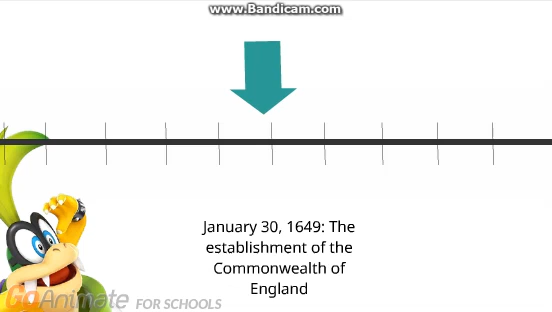 www.Bandicam.com
January 30, 1649: The
establishment of the
Commonwealth of
England
GoAnimate FOR SCHOOLS